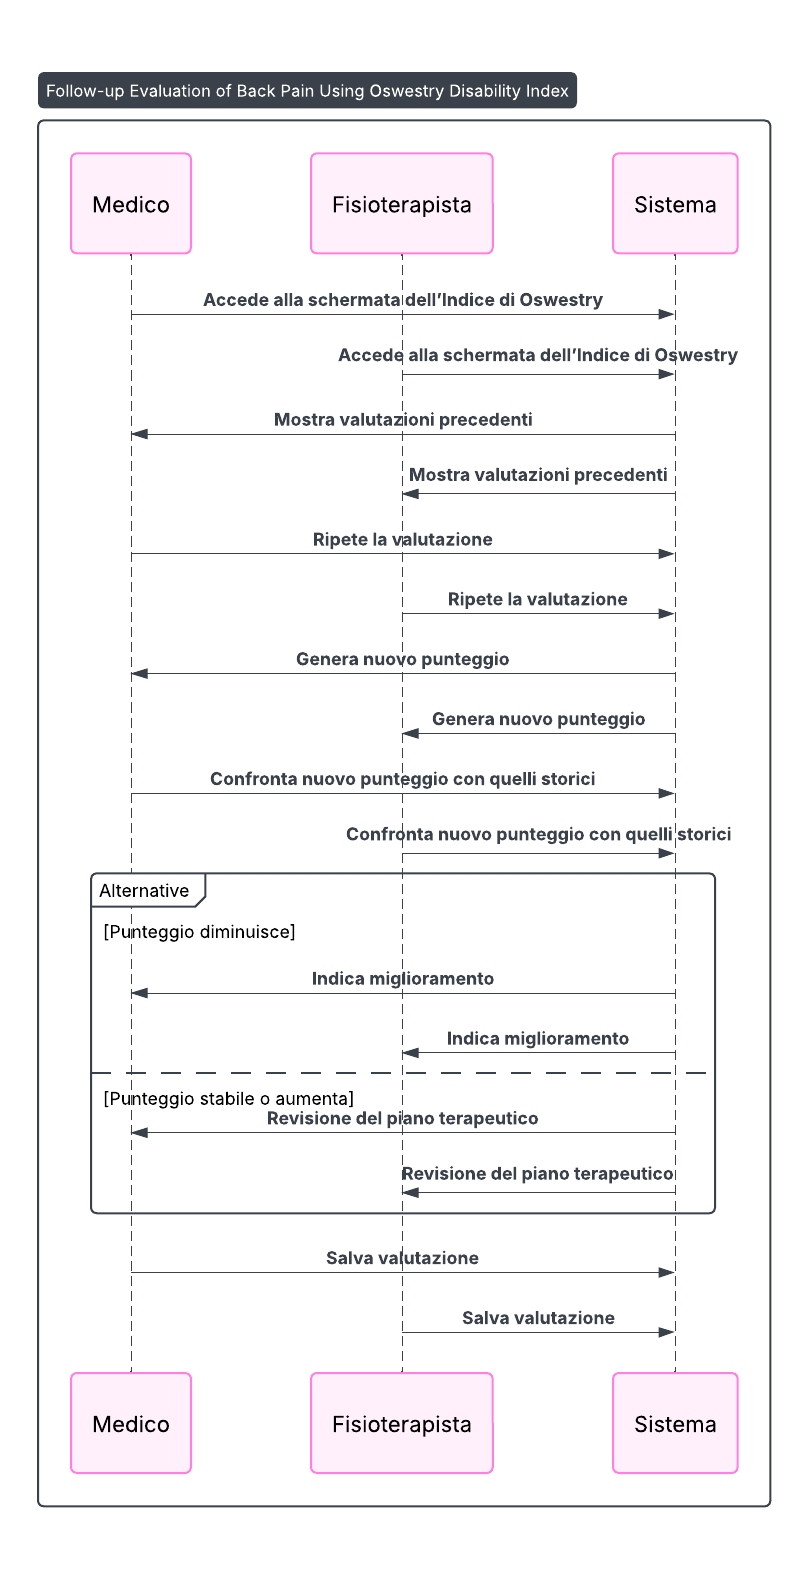 Follow-up Evaluation of Back Pain Using Oswestry Disability Index
Medico
Fisioterapista
Sistema
Accede alla schermata dell’Indice di Oswestry
Accede alla schermata dell’Indice di Oswestry
Mostra valutazioni precedenti
Mostra valutazioni precedenti
Ripete la valutazione
Ripete la valutazione
Genera nuovo punteggio
Genera nuovo punteggio
Confronta nuovo punteggio con quelli storici
Confronta nuovo punteggio con quelli storici
Alternative
[Punteggio diminuisce]
Indica miglioramento
Indica miglioramento
[Punteggio stabile o aumenta]
Revisione del piano terapeutico
Revisione del piano terapeutico
Salva valutazione
Salva valutazione
Medico
Fisioterapista
Sistema